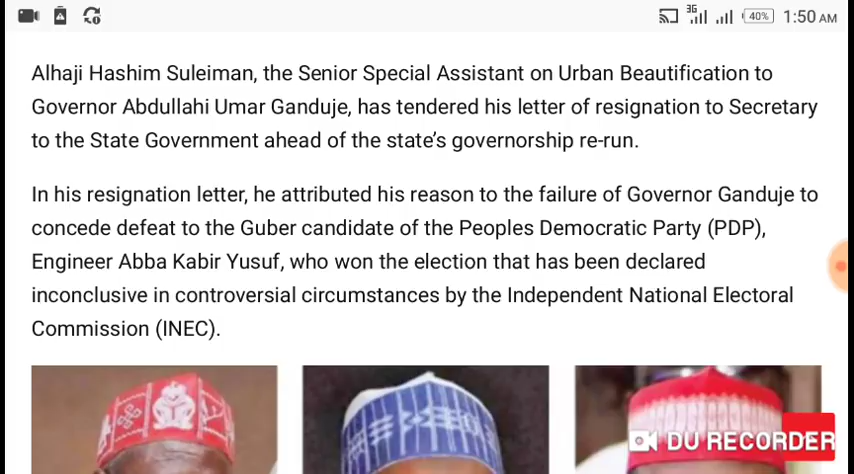 3G 40% 1:50 AM
Alhaji Hashim Suleiman, the Senior Special Assistant on Urban Beautification to
Governor Abdullahi Umar Ganduje, has tendered his letter of resignation to Secretary
to the State Government ahead of the state’s governorship re-run.
In his resignation letter, he attributed his reason to the failure of Governor Ganduje to
concede defeat to the Guber candidate of the Peoples Democratic Party (PDP),
Engineer Abba Kabir Yusuf, who won the election that has been declared
inconclusive in controversial circumstances by the Independent National Electoral
Commission (INEC).
DU RECORDER